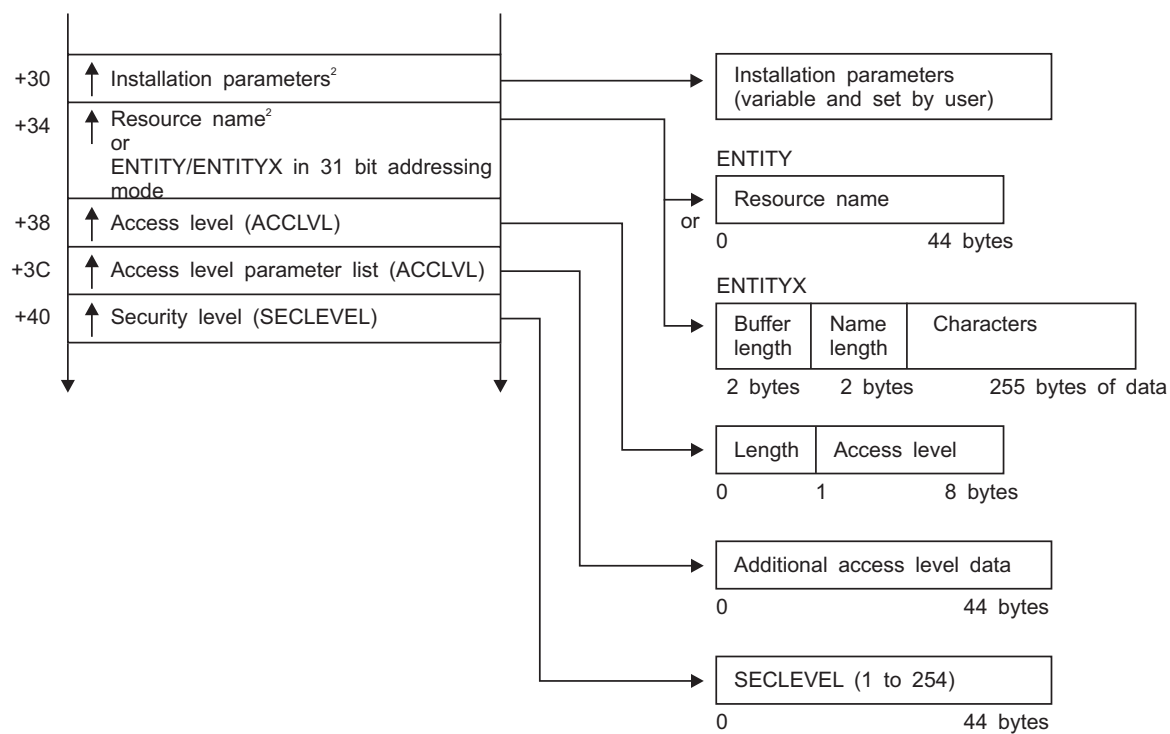 +30
Installation parameters²
+34
Resource name²
or
ENTITY/ENTITYX in 31 bit addressing
mode
+38
Access level (ACCLVL)
+3C
Access level parameter list (ACCLVL)
+40
Security level (SECLEVEL)
Installation parameters
(variable and set by user)
ENTITY
Resource name
or
0 44 bytes
ENTITYX
Buffer
length
Name
length
Characters
2 bytes 2 bytes 255 bytes of data
Length Access level
0 1 8 bytes
Additional access level data
0 44 bytes
SECLEVEL (1 to 254)
0 44 bytes